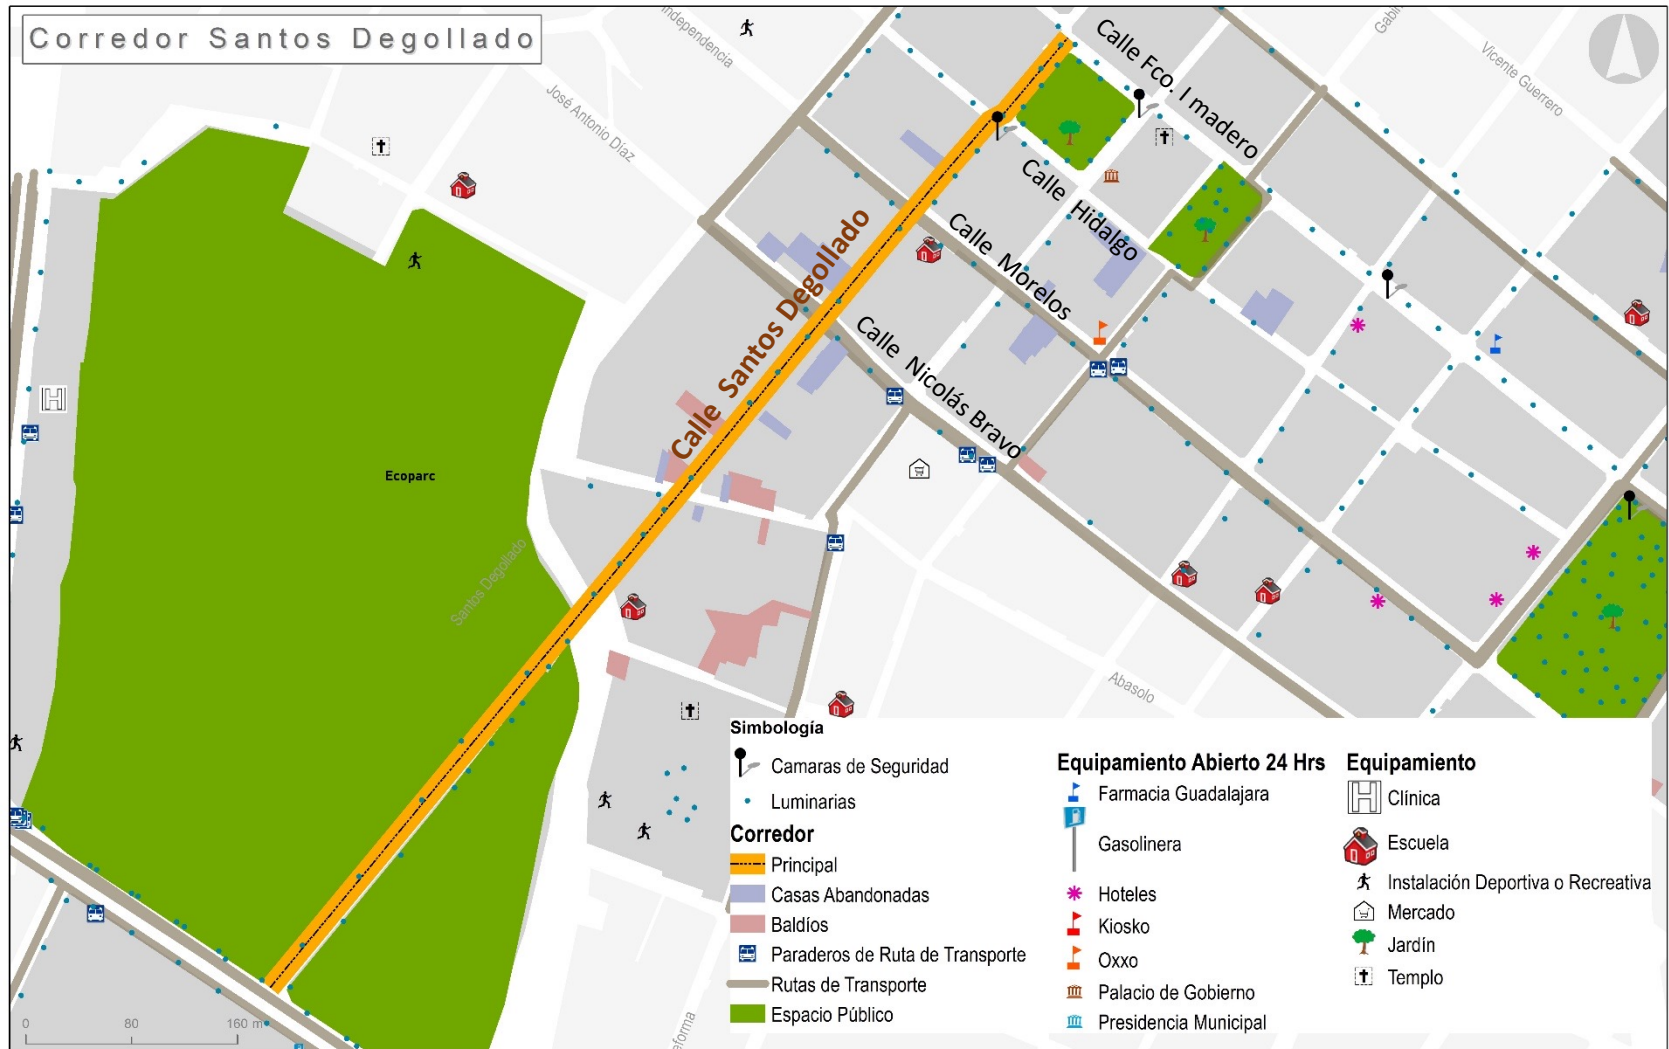 Corredor Santos Degollado
Independencia
José Antonio Díaz
Calle Fco. I madero
Vicente Guerrero
Calle Hidalgo
Calle Morelos
Calle Santos Degollado
Calle Nicolás Bravo
H
Ecoparc
Santos Degollado
Abasolo
Simbología
Camaras de Seguridad
Luminarias
Corredor
Principal
Casas Abandonadas
Baldíos
Paraderos de Ruta de Transporte
Rutas de Transporte
Espacio Público
Equipamiento Abierto 24 Hrs
Farmacia Guadalajara
Gasolinera
Hoteles
Kiosko
Oxxo
Palacio de Gobierno
Presidencia Municipal
Equipamiento
H Clínica
Escuela
Instalación Deportiva o Recreativa
Mercado
Jardín
Templo
0 80 160 m